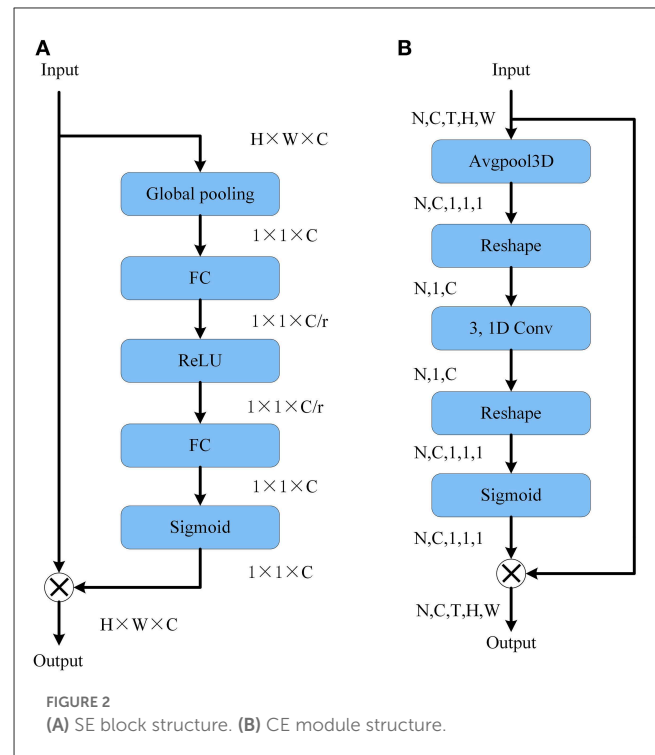 A
Input
H×W×C
Global pooling
1×1×C
FC
1×1×C/r
ReLU
1×1×C/r
FC
1×1×C
Sigmoid
1×1×C
H×W×C
Output
B
Input
N,C,T,H,W
Avgpool3D
N,C,1,1,1
Reshape
N,1,C
3, 1D Conv
N,1,C
Reshape
N,C,1,1,1
Sigmoid
N,C,1,1,1
N,C,T,H,W
Output
FIGURE 2
(A) SE block structure. (B) CE module structure.